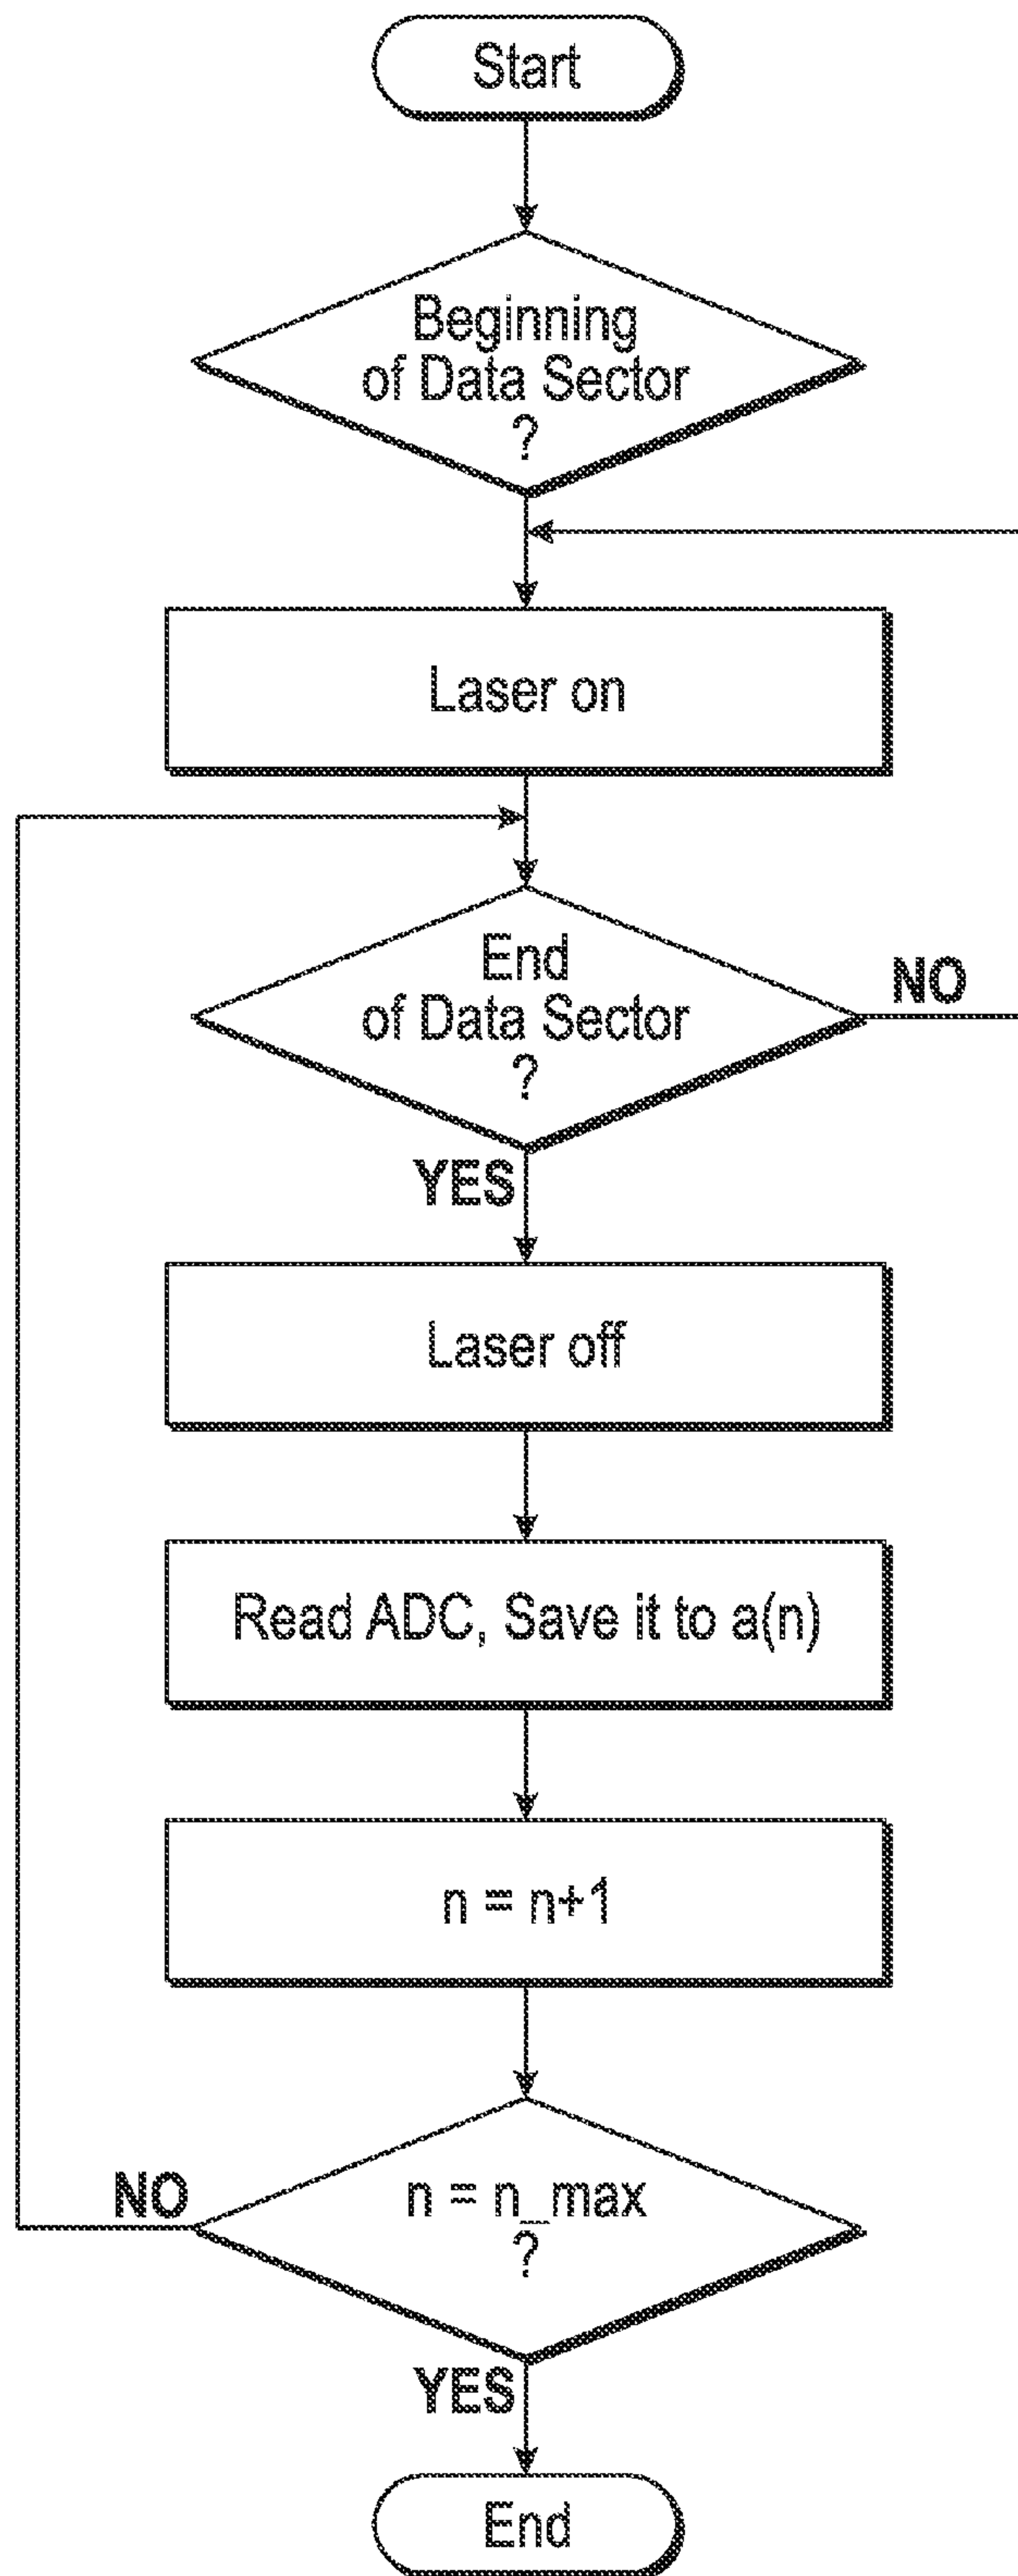 Start
Beginning
of Data Sector
?
Laser on
End
of Data Sector
?
NO
YES
Laser off
Read ADC, Save it to a(n)
n = n+1
n = n_max
?
NO
YES
End